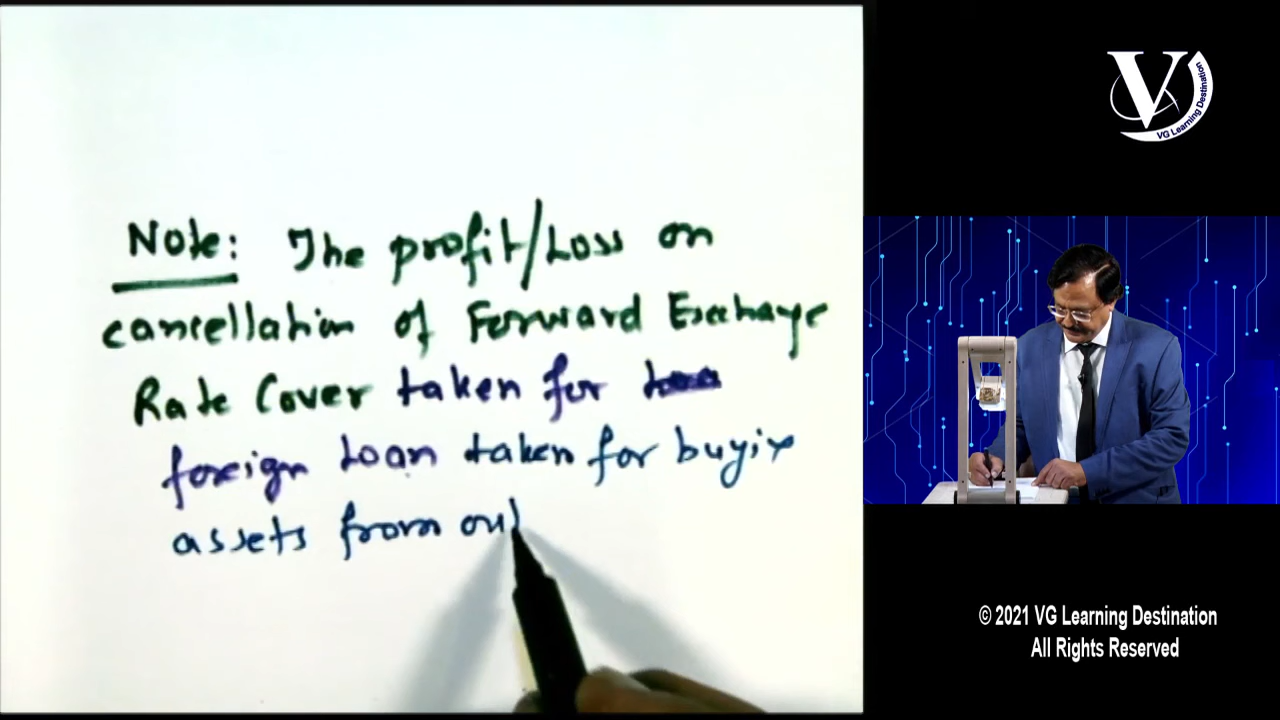 Note: The profit/Loss on
cancellation of Forward Exchange
Rate Cover taken for
foreign Loan taken for buying
assets from out
V
VG Learning Destination
© 2021 VG Learning Destination
All Rights Reserved